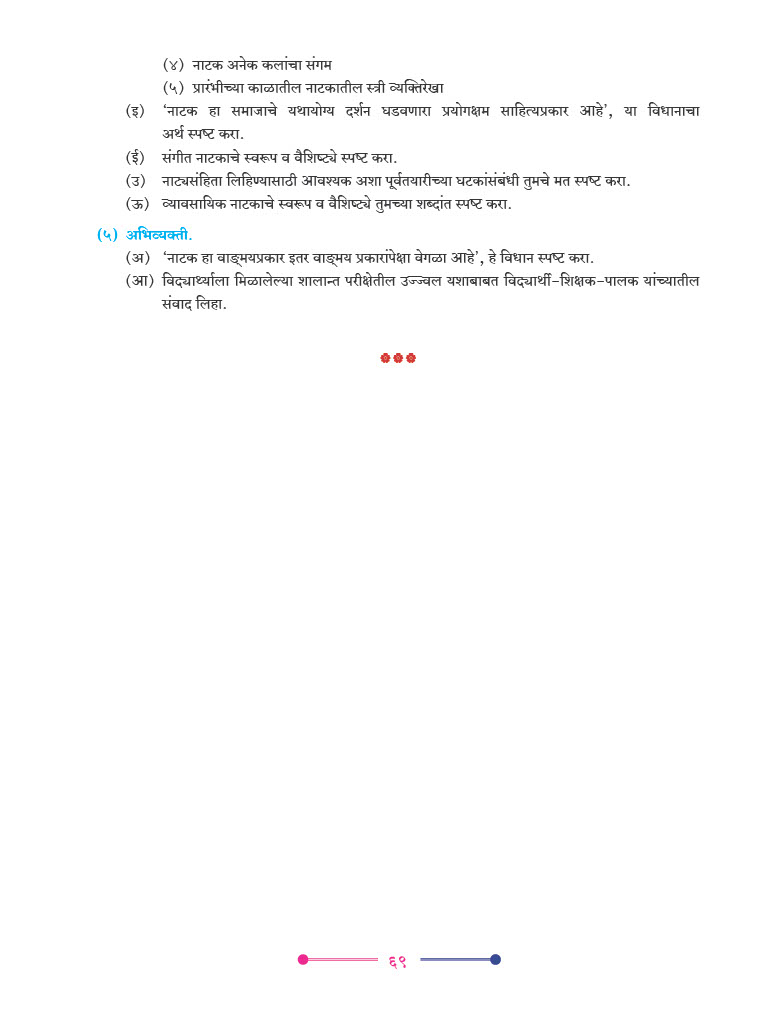 (४) नाटक अनेक कलांचा संगम
(५) प्रारंभीच्या काळातील नाटकातील स्त्री व्यक्तिरेखा
(इ) ‘नाटक हा समाजाचे यथायोग्य दर्शन घडवणारा प्रयोगक्षम साहित्यप्रकार आहे’, या विधानाचा
अर्थ स्पष्ट करा.
(ई) संगीत नाटकाचे स्वरूप व वैशिष्ट्ये स्पष्ट करा.
(उ) नाट्यसंहिता लिहिण्यासाठी आवश्यक अशा पूर्वतयारीच्या घटकांसंबंधी तुमचे मत स्पष्ट करा.
(ऊ) व्यावसायिक नाटकाचे स्वरूप व वैशिष्ट्ये तुमच्या शब्दांत स्पष्ट करा.
(५) अभिव्यक्ती.
(अ) ‘नाटक हा वाङ्‌मयप्रकार इतर वाङ्‌मय प्रकारांपेक्षा वेगळा आहे’, हे विधान स्पष्ट करा.
(आ) विद्यार्थ्याला मिळालेल्या शालान्त परीक्षेतील उज्ज्वल यशाबाबत विद्यार्थी-शिक्षक-पालक यांच्यातील
संवाद लिहा.
६९